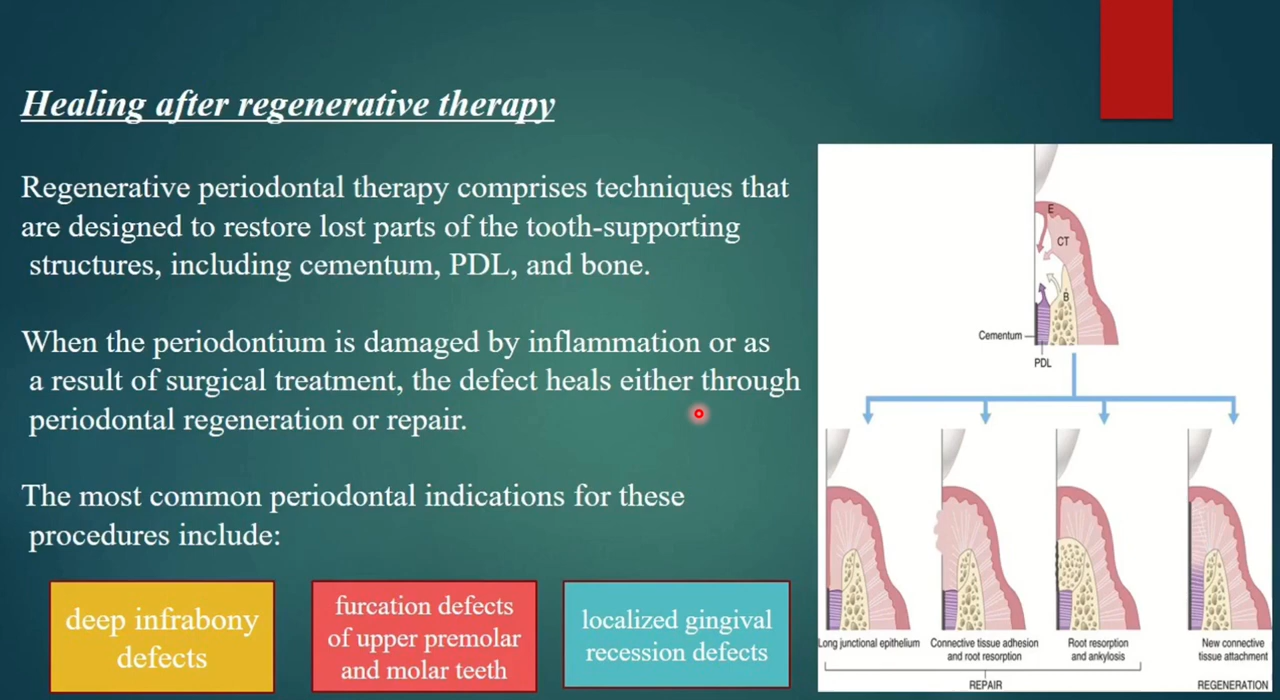 Healing after regenerative therapy
Regenerative periodontal therapy comprises techniques that
are designed to restore lost parts of the tooth-supporting
structures, including cementum, PDL, and bone.
When the periodontium is damaged by inflammation or as
a result of surgical treatment, the defect heals either through
periodontal regeneration or repair.
The most common periodontal indications for these
procedures include:
deep infrabony
defects
furcation defects
of upper premolar
and molar teeth
localized gingival
recession defects
E
CT
B
Cementum
PDL
Long junctional epithelium
Connective tissue adhesion
and root resorption
Root resorption
and ankylosis
New connective
tissue attachment
REPAIR
REGENERATION